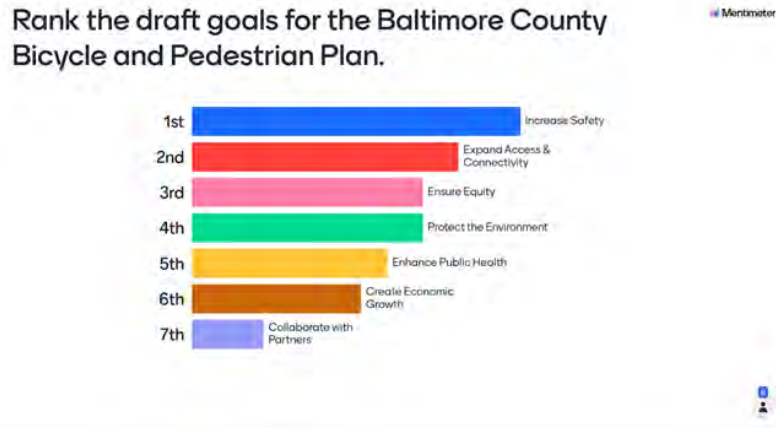 Rank the draft goals for the Baltimore County
Mentimeter
Bicycle and Pedestrian Plan.
1st
Increase Safety
2nd
Expand Access &
Connectivity
3rd
Ensure Equity
4th
Protect the Environment
5th
Enhance Public Health
6th
Create Economic
Growth
7th
Collaborate with
Partners